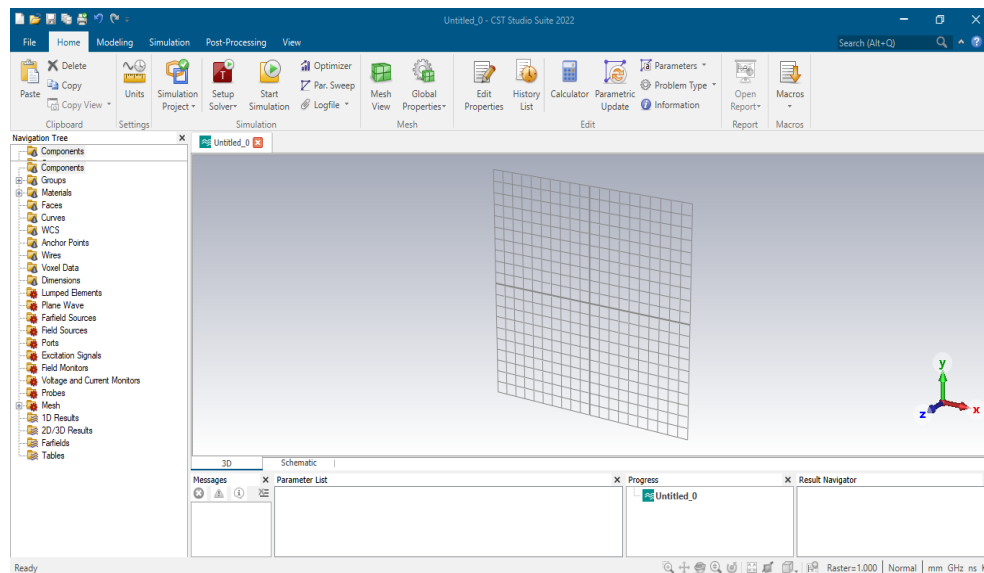 Untitled_0 - CST Studio Suite 2022
File Home Modeling Simulation Post-Processing View Search (Alt+Q)
Paste
Delete
Copy
Copy View
Clipboard
Units
Settings
Simulation Project
Setup Solver
Start Simulation
Optimizer
Par. Sweep
Logfile
Simulation
Mesh View
Global Properties
Mesh
Edit Properties
History List
Calculator
Parametric Update
Parameters
Problem Type
Information
Edit
Open Report
Report
Macros
Macros
Navigation Tree
Components
Components
Groups
Materials
Faces
Curves
WCS
Anchor Points
Wires
Voxel Data
Dimensions
Lumped Elements
Plane Wave
Farfield Sources
Field Sources
Ports
Excitation Signals
Field Monitors
Voltage and Current Monitors
Probes
Mesh
1D Results
2D/3D Results
Farfields
Tables
Untitled_0
y
z x
3D Schematic
Messages Parameter List Progress Result Navigator
Untitled_0
Ready Raster=1.000 Normal mm GHz ns